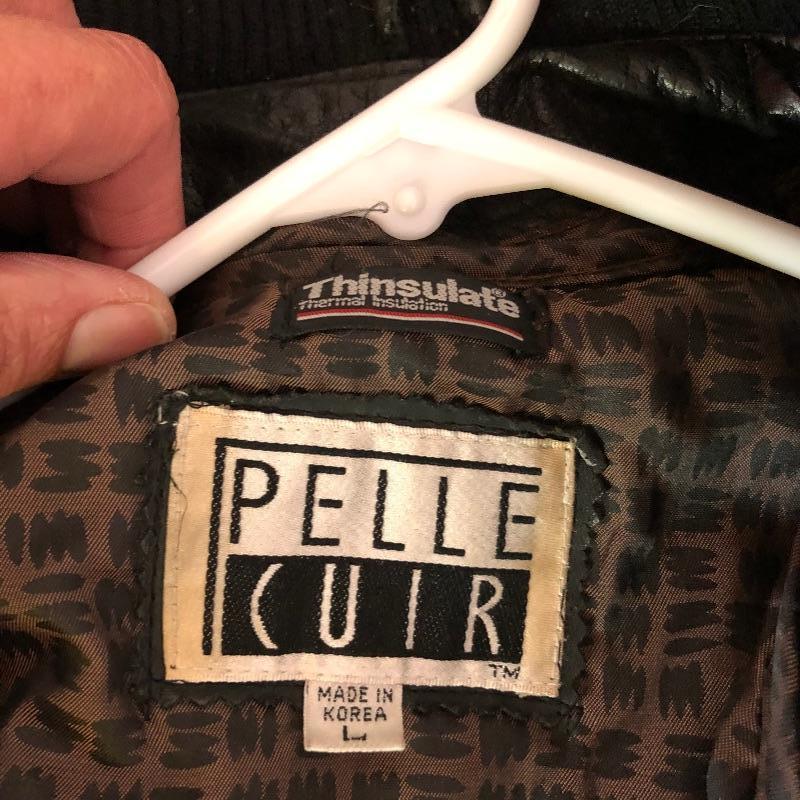 Thinsulate®
Thermal Insulation
PELLE
CUIR
TM
MADE IN
KOREA
L